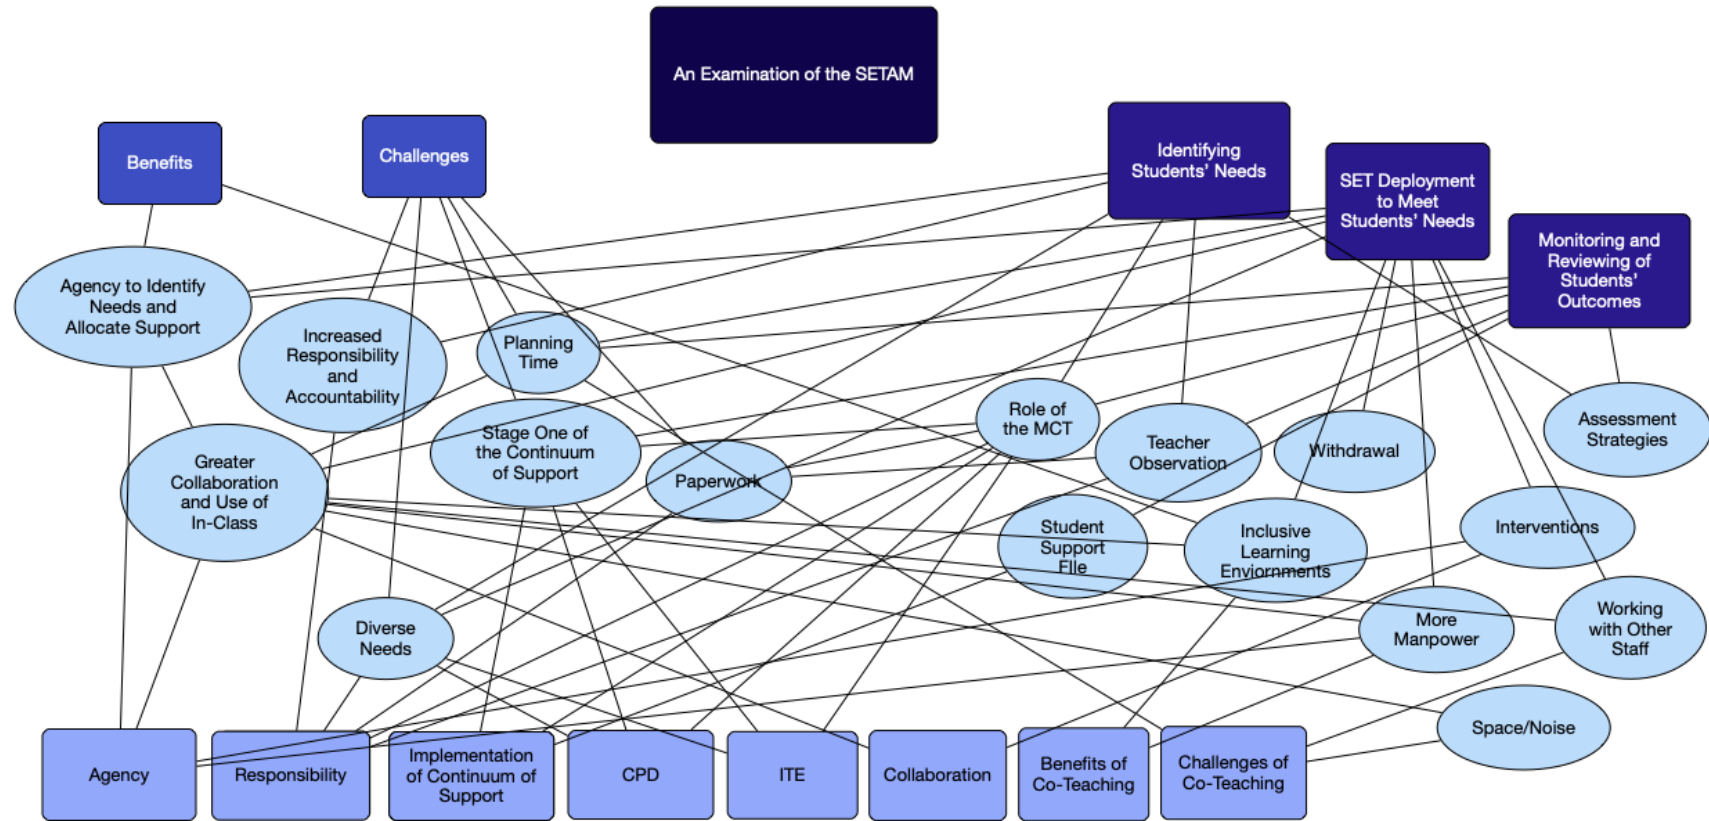 An Examination of the SETAM
Benefits
Challenges
Identifying
Students’ Needs
SET Deployment
to Meet
Students’ Needs
Monitoring and
Reviewing of
Students’
Outcomes
Agency to Identify
Needs and
Allocate Support
Increased
Responsibility
and
Accountability
Planning
Time
Greater
Collaboration
and Use of
In-Class
Stage One of
the Continuum
of Support
Paperwork
Role of
the MCT
Teacher
Observation
Withdrawal
Assessment
Strategies
Student
Support
FIle
Inclusive
Learning
Enviornments
Interventions
Diverse
Needs
More
Manpower
Working
with Other
Staff
Space/Noise
Agency
Responsibility
Implementation
of Continuum of
Support
CPD
ITE
Collaboration
Benefits of
Co-Teaching
Challenges of
Co-Teaching